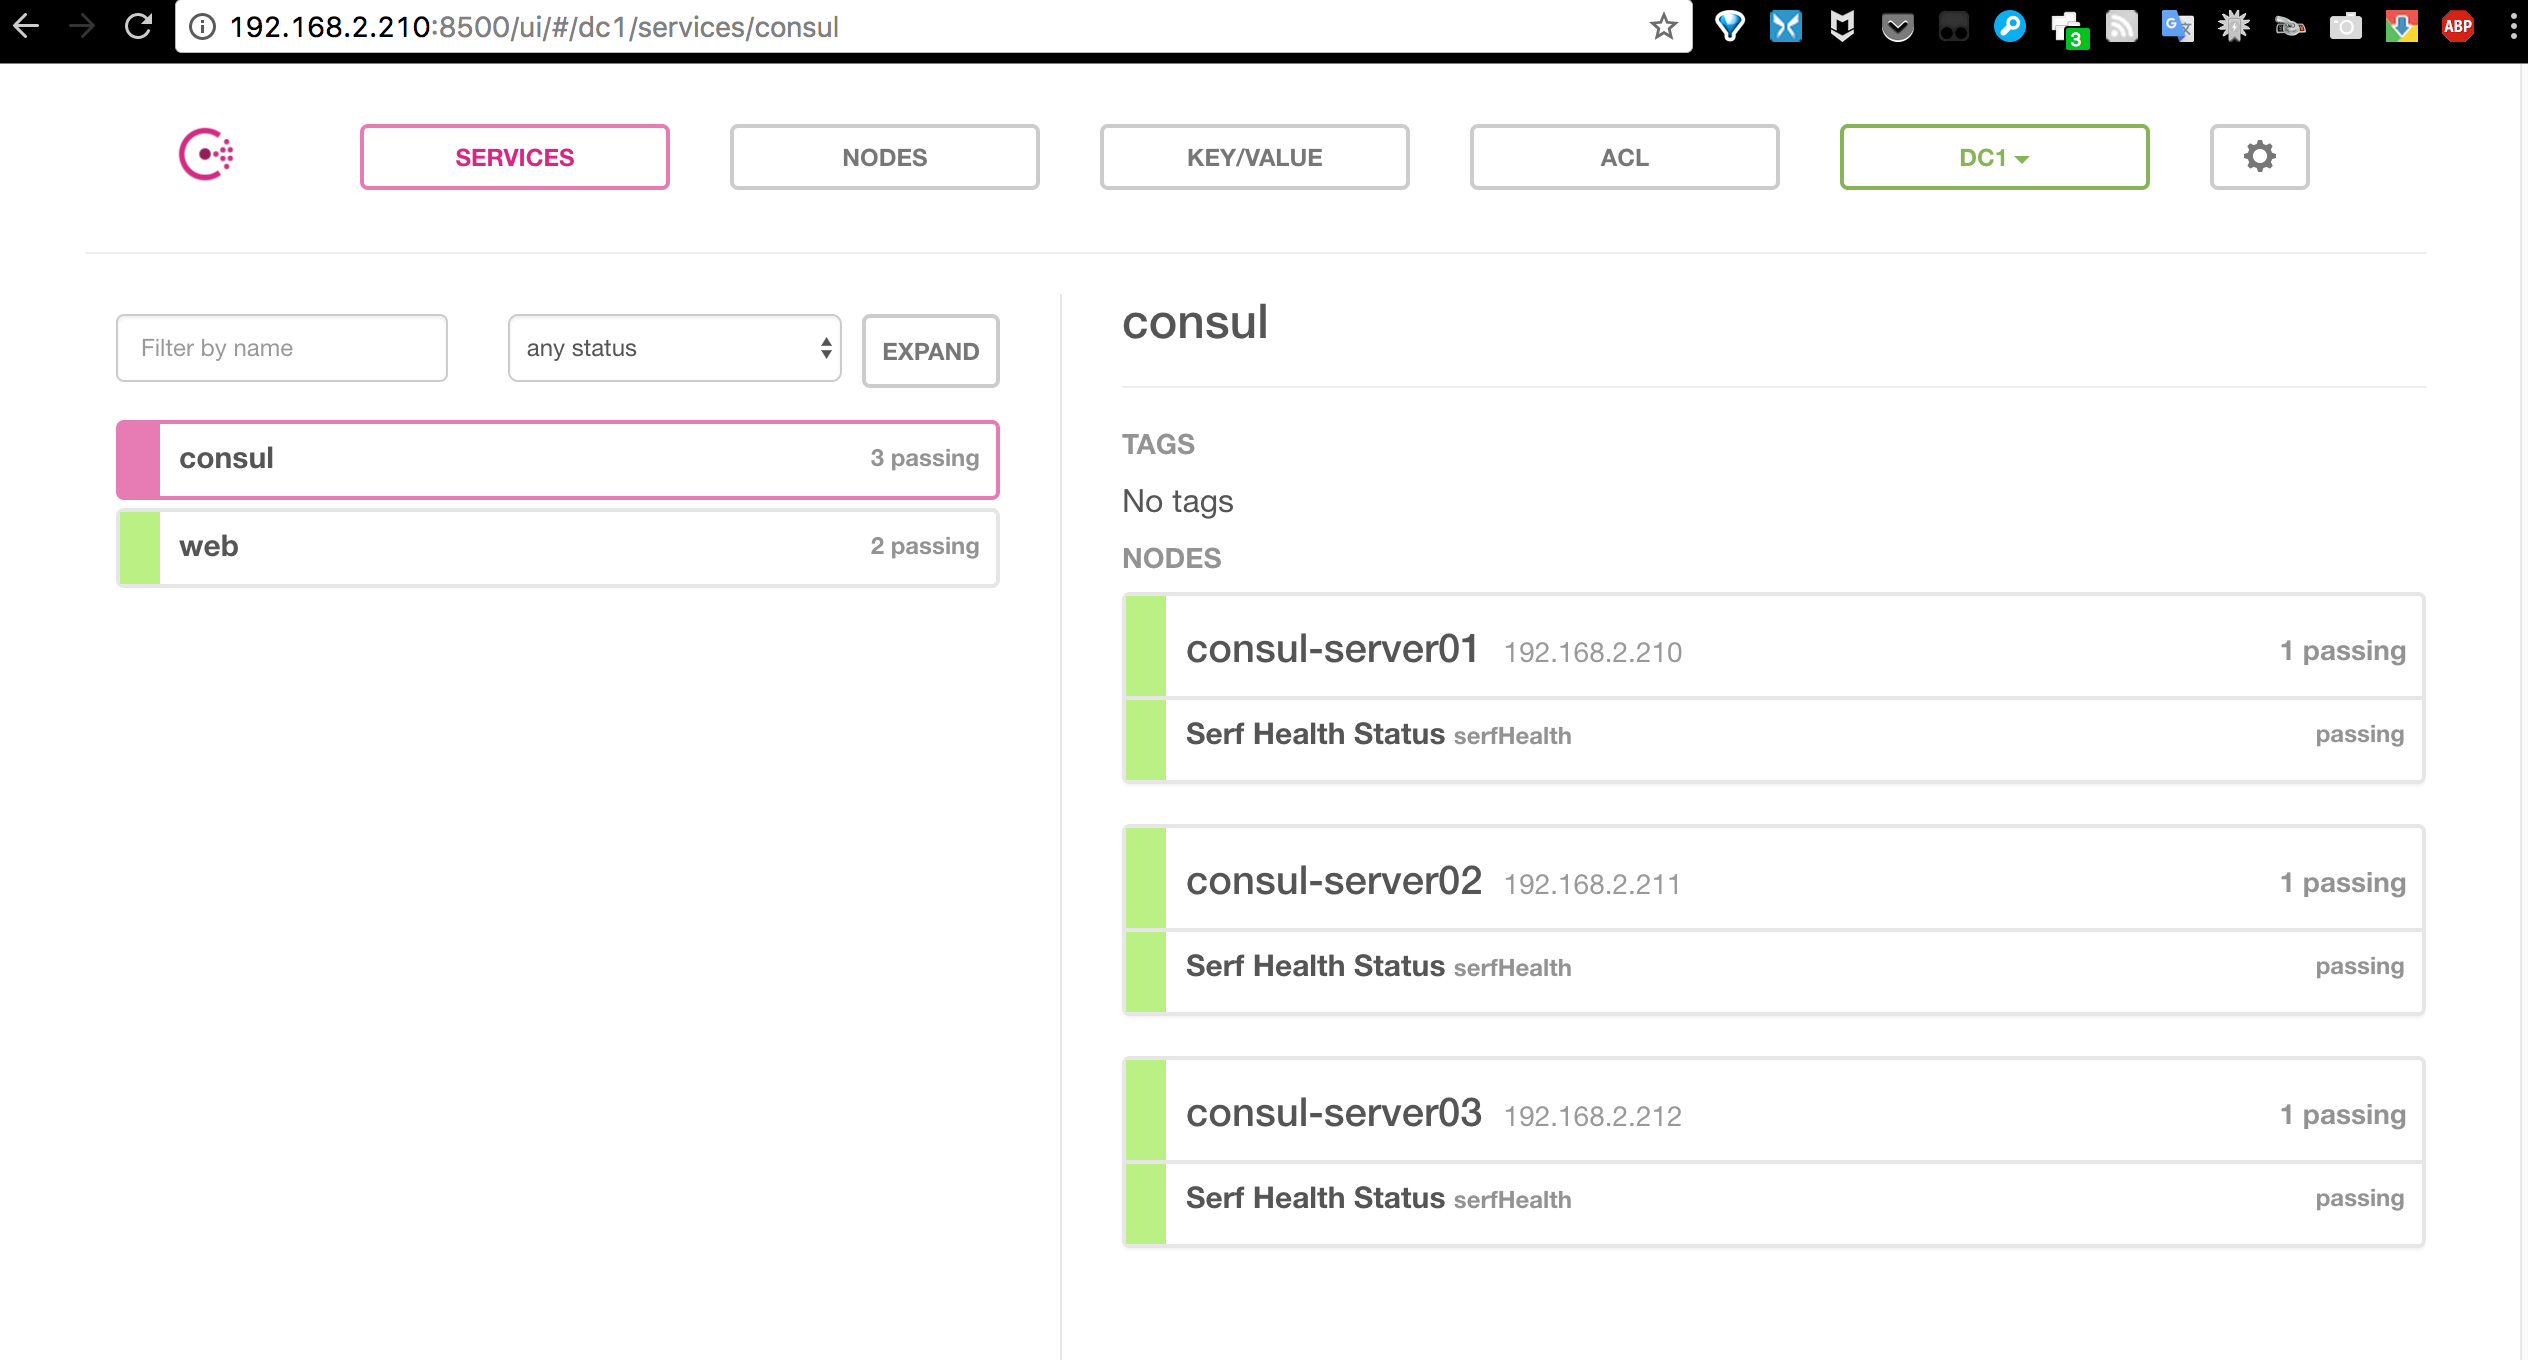 192.168.2.210:8500/ui/#/dc1/services/consul
3
ABP
SERVICES
NODES
KEY/VALUE
ACL
DC1
Filter by name
any status
EXPAND
consul
3 passing
web
2 passing
consul
TAGS
No tags
NODES
consul-server01 192.168.2.210 1 passing
Serf Health Status serfHealth passing
consul-server02 192.168.2.211 1 passing
Serf Health Status serfHealth passing
consul-server03 192.168.2.212 1 passing
Serf Health Status serfHealth passing